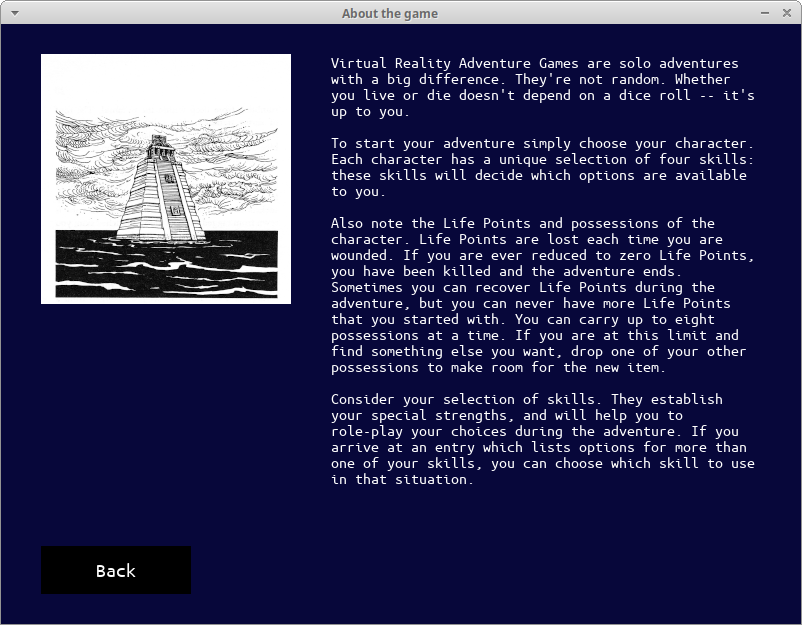 About the game
Virtual Reality Adventure Games are solo adventures
with a big difference. They're not random. Whether
you live or die doesn't depend on a dice roll -- it's
up to you.
To start your adventure simply choose your character.
Each character has a unique selection of four skills:
these skills will decide which options are available
to you.
Also note the Life Points and possessions of the
character. Life Points are lost each time you are
wounded. If you are ever reduced to zero Life Points,
you have been killed and the adventure ends.
Sometimes you can recover Life Points during the
adventure, but you can never have more Life Points
that you started with. You can carry up to eight
possessions at a time. If you are at this limit and
find something else you want, drop one of your other
possessions to make room for the new item.
Consider your selection of skills. They establish
your special strengths, and will help you to
role-play your choices during the adventure. If you
arrive at an entry which lists options for more than
one of your skills, you can choose which skill to use
in that situation.
Back